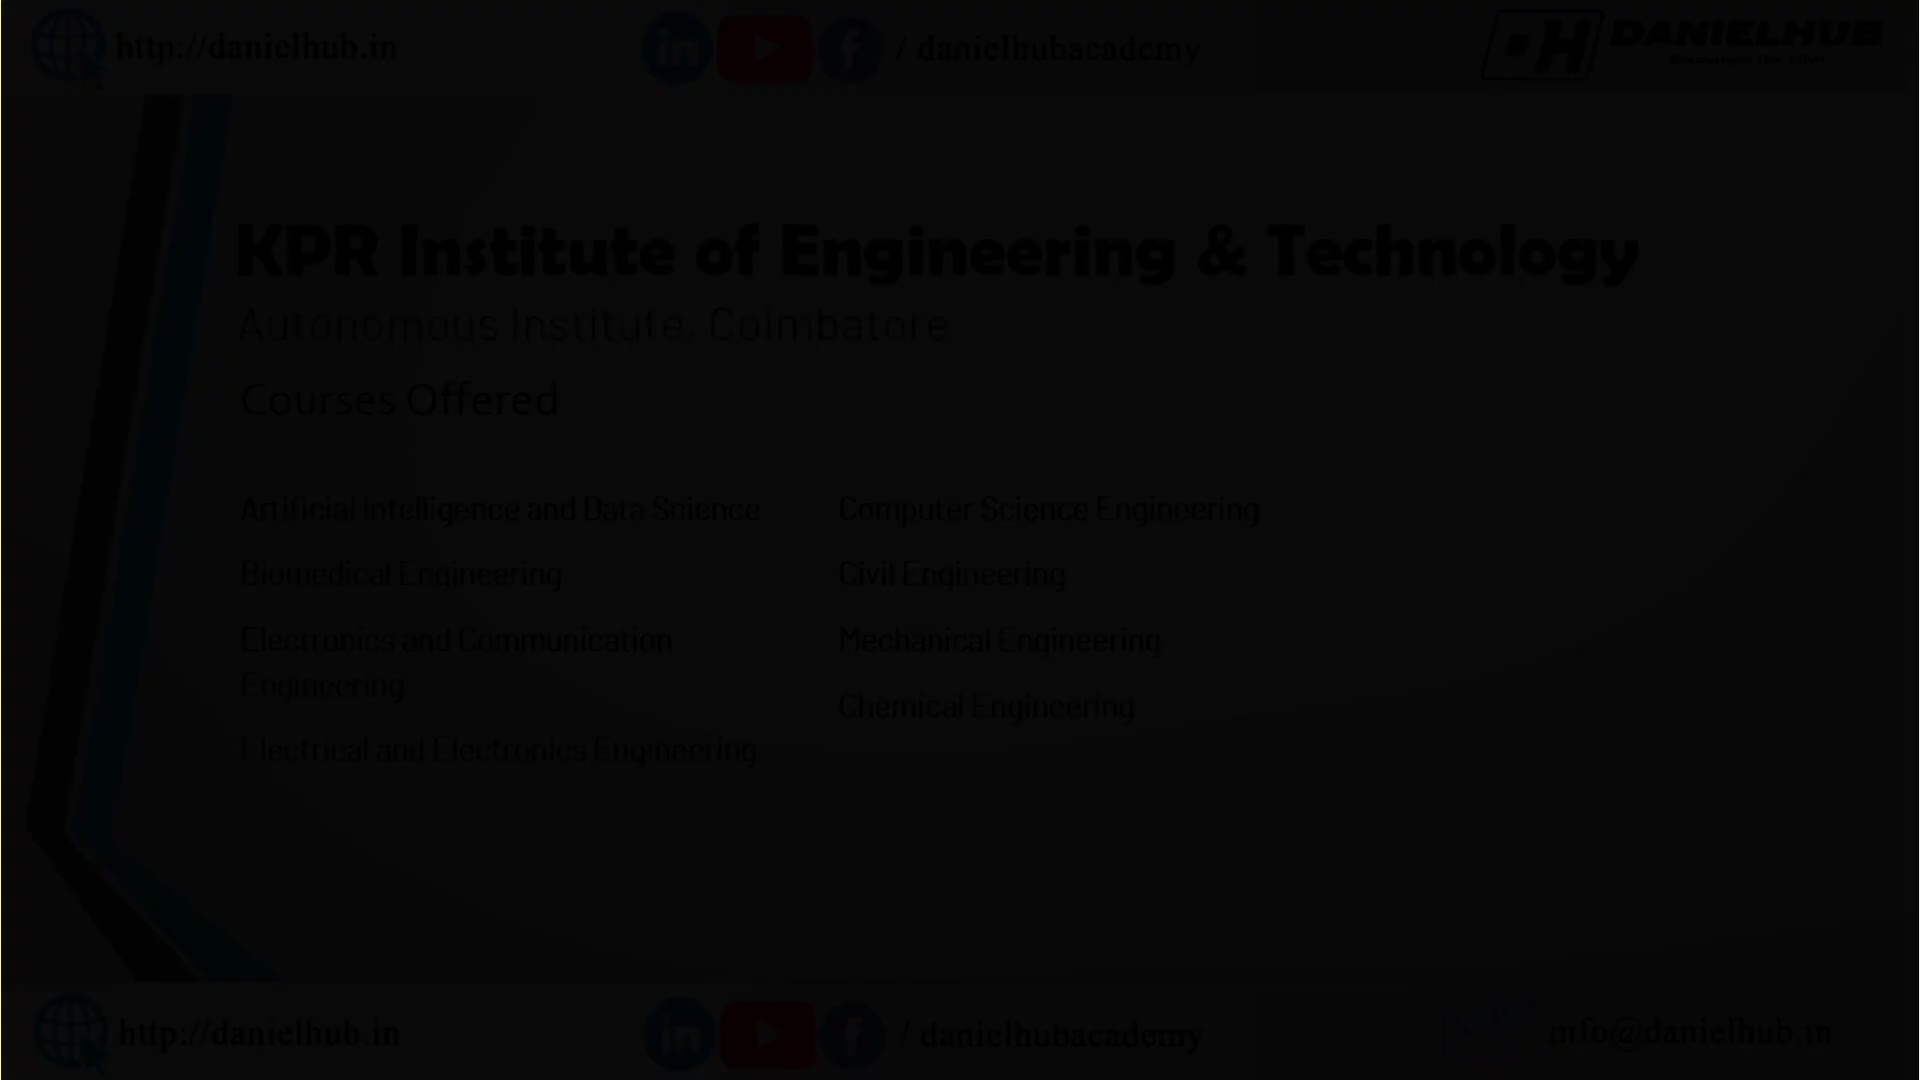 http://danielhub.in
/ danielhubacademy
DANIELHUB
KPR Institute of Engineering & Technology
Autonomous Institute, Coimbatore
Courses Offered
Artificial Intelligence and Data Science
Biomedical Engineering
Electronics and Communication
Engineering
Electrical and Electronics Engineering
Computer Science Engineering
Civil Engineering
Mechanical Engineering
Chemical Engineering
http://danielhub.in
/ danielhubacademy
info@danielhub.in